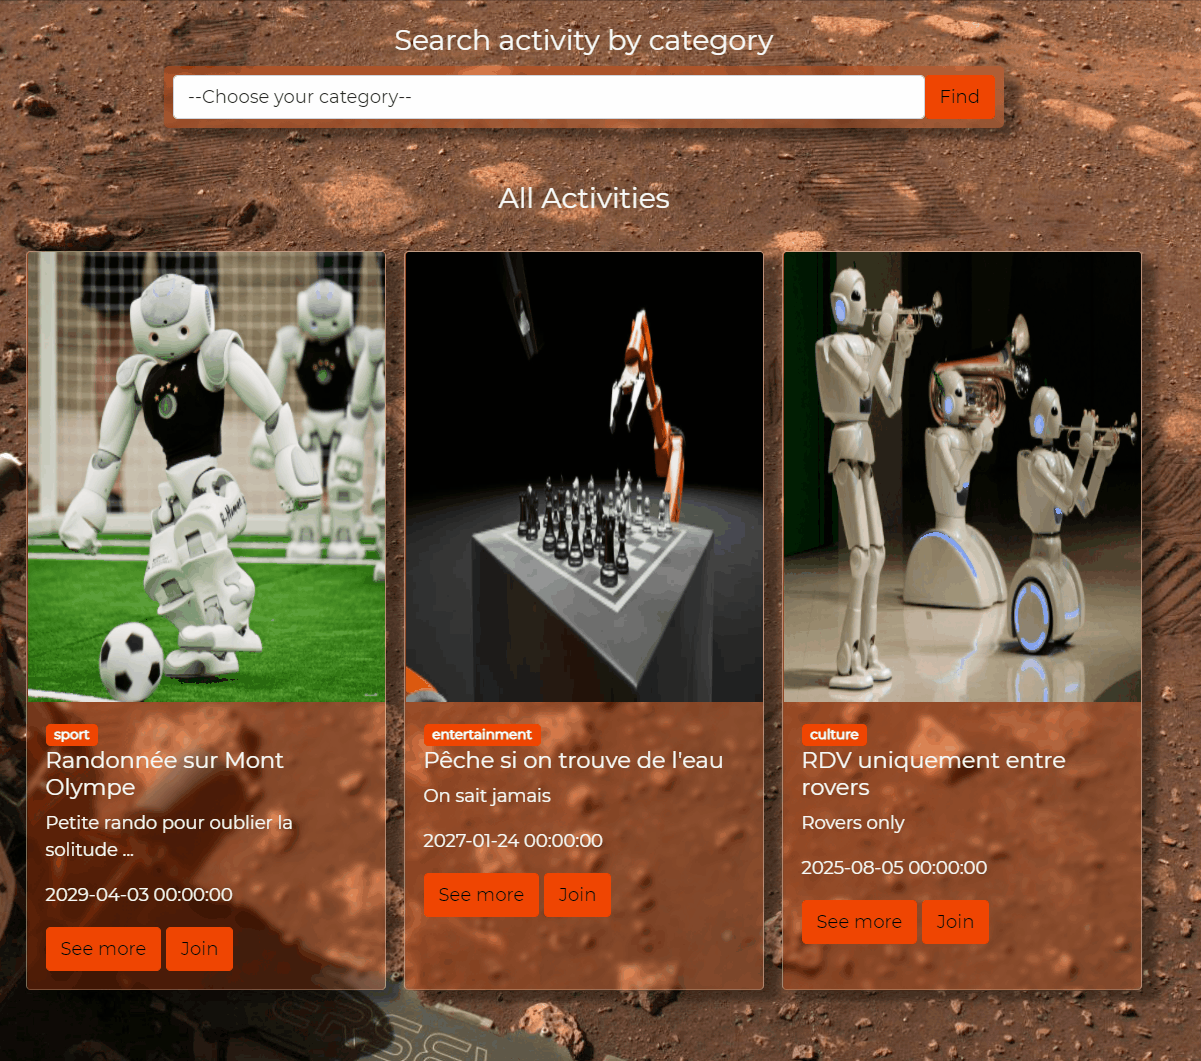 Search activity by category
--Choose your category--
Find
All Activities
sport
Randonnée sur Mont
Olympe
Petite rando pour oublier la
solitude ...
2029-04-03 00:00:00
See more
Join
entertainment
Pêche si on trouve de l'eau
On sait jamais
2027-01-24 00:00:00
See more
Join
culture
RDV uniquement entre
rovers
Rovers only
2025-08-05 00:00:00
See more
Join